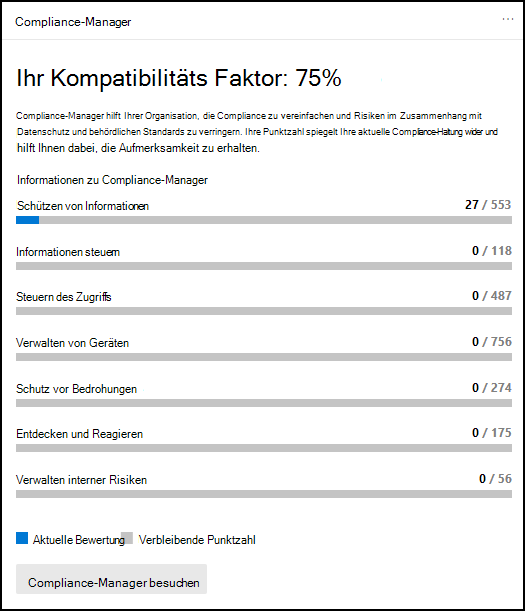 Compliance-Manager
...
Ihr Kompatibilitäts Faktor: 75%
Compliance-Manager hilft Ihrer Organisation, die Compliance zu vereinfachen und Risiken im Zusammenhang mit
Datenschutz und behördlichen Standards zu verringern. Ihre Punktzahl spiegelt Ihre aktuelle Compliance-Haltung wider und
hilft Ihnen dabei, die Aufmerksamkeit zu erhalten.
Informationen zu Compliance-Manager
Schützen von Informationen 27 / 553
Informationen steuern 0 / 118
Steuern des Zugriffs 0 / 487
Verwalten von Geräten 0 / 756
Schutz vor Bedrohungen 0 / 274
Entdecken und Reagieren 0 / 175
Verwalten interner Risiken 0 / 56
Aktuelle Bewertung Verbleibende Punktzahl
Compliance-Manager besuchen